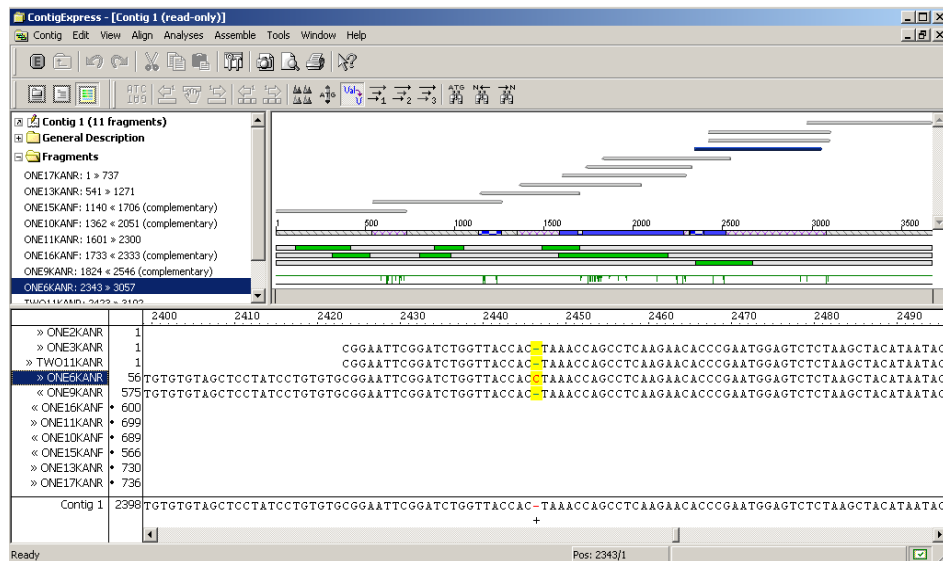 ContigExpress - [Contig 1 (read-only)]
Contig Edit View Align Analyses Assemble Tools Window Help
Contig 1 (11 fragments)
General Description
Fragments
ONE17KANR: 1 » 737
ONE13KANR: 541 » 1271
ONE15KANF: 1140 « 1706 (complementary)
ONE10KANF: 1362 « 2051 (complementary)
ONE11KANR: 1601 » 2300
ONE16KANF: 1733 « 2333 (complementary)
ONE9KANR: 1824 « 2546 (complementary)
ONE6KANR: 2343 » 3057
TWO11KANR: 2423 » 3102
1 500 1000 1500 2000 2500 3000 3500
2400 2410 2420 2430 2440 2450 2460 2470 2480 2490
» ONE2KANR 1
» ONE3KANR 1 CGGAATTCGGATCTGGTTACCAC-TAAACCAGCCTCAAGAACACCCGAATGGAGTCTCTAAGCTACATAATAC
» TWO11KANR 1 CGGAATTCGGATCTGGTTACCAC-TAAACCAGCCTCAAGAACACCCGAATGGAGTCTCTAAGCTACATAATAC
» ONE6KANR 56 TGTGTGTAGCTCCTATCCTGTGTGCGGAATTCGGATCTGGTTACCACCTAAACCAGCCTCAAGAACACCCGAATGGAGTCTCTAAGCTACATAATAC
« ONE9KANR 575 TGTGTGTAGCTCCTATCCTGTGTGCGGAATTCGGATCTGGTTACCAC-TAAACCAGCCTCAAGAACACCCGAATGGAGTCTCTAAGCTACATAATAC
« ONE16KANF • 600
» ONE11KANR • 699
« ONE10KANF • 689
« ONE15KANF • 566
» ONE13KANR • 730
» ONE17KANR • 736
Contig 1 2398 TGTGTGTAGCTCCTATCCTGTGTGCGGAATTCGGATCTGGTTACCAC-TAAACCAGCCTCAAGAACACCCGAATGGAGTCTCTAAGCTACATAATAC
+
Ready Pos: 2343/1